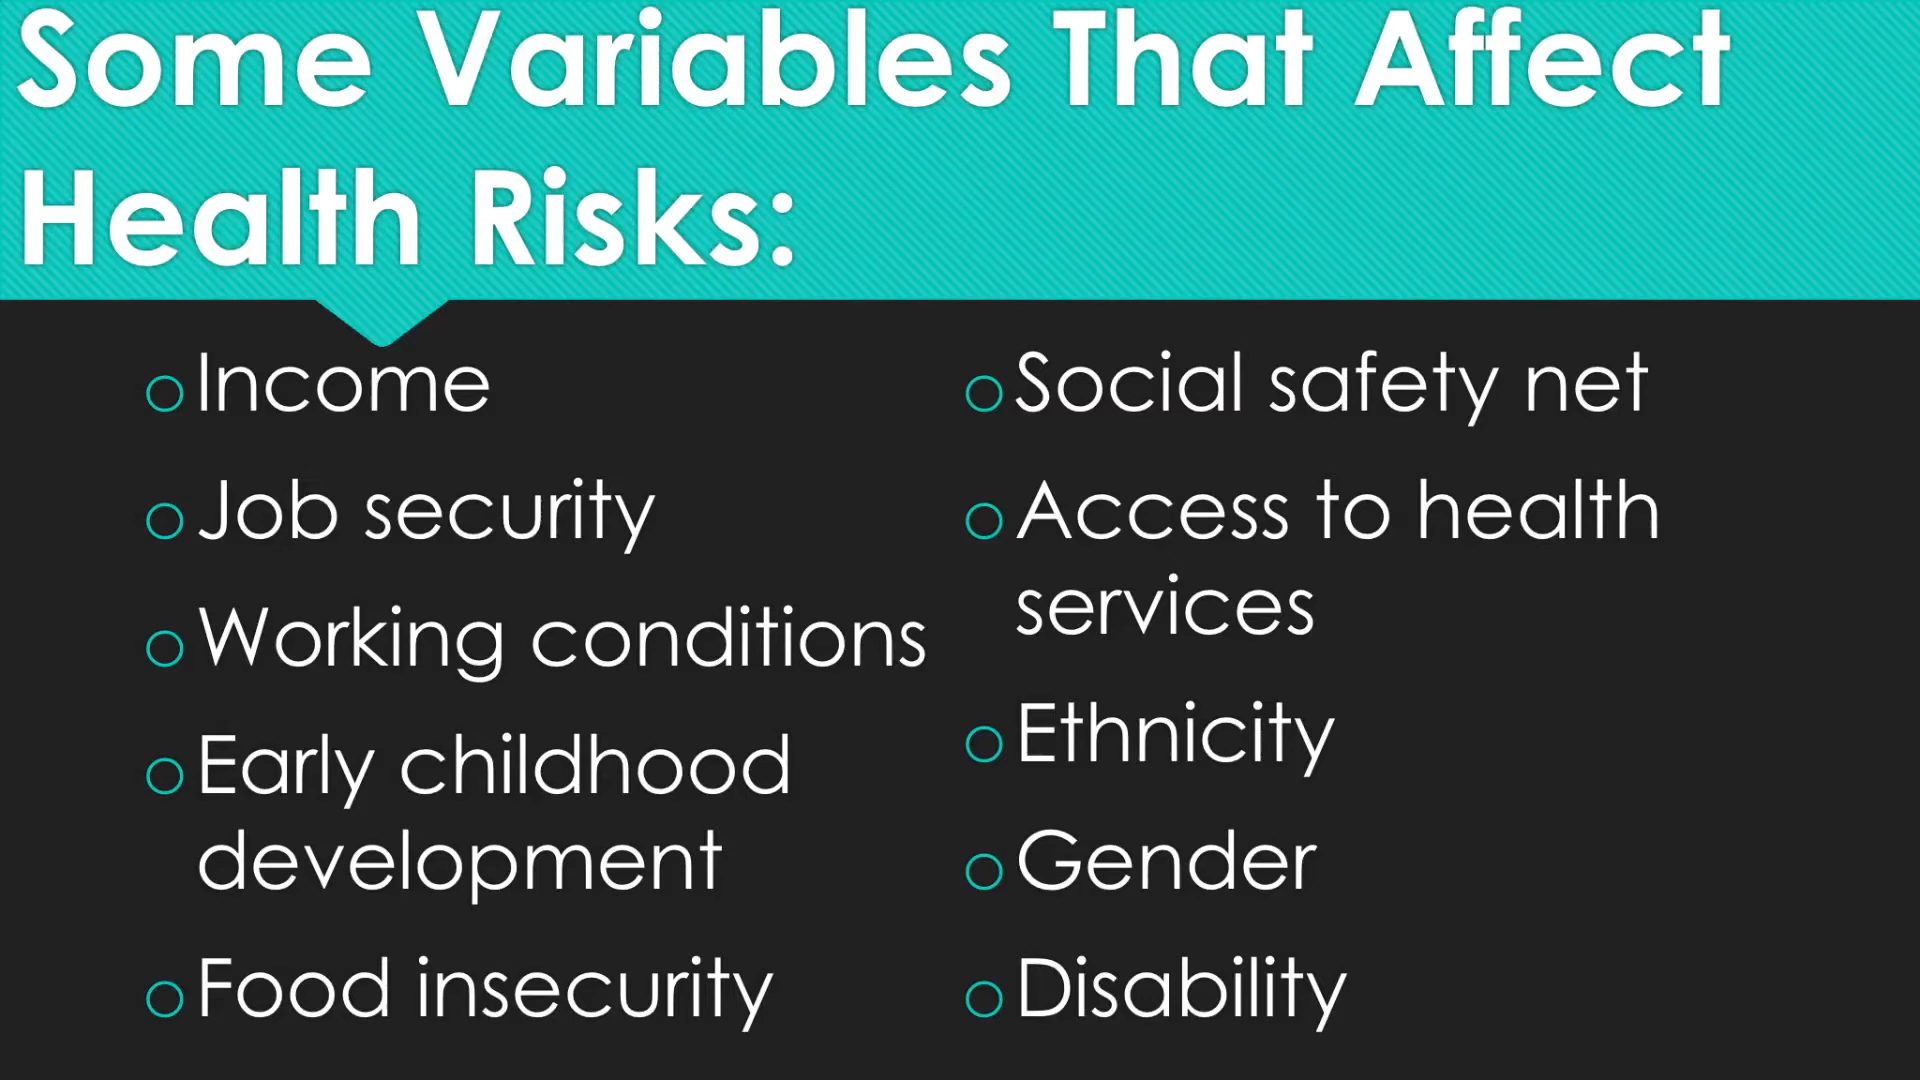 Some Variables That Affect
Health Risks:
Income
Job security
Working conditions
Early childhood
development
Food insecurity
Social safety net
Access to health
services
Ethnicity
Gender
Disability